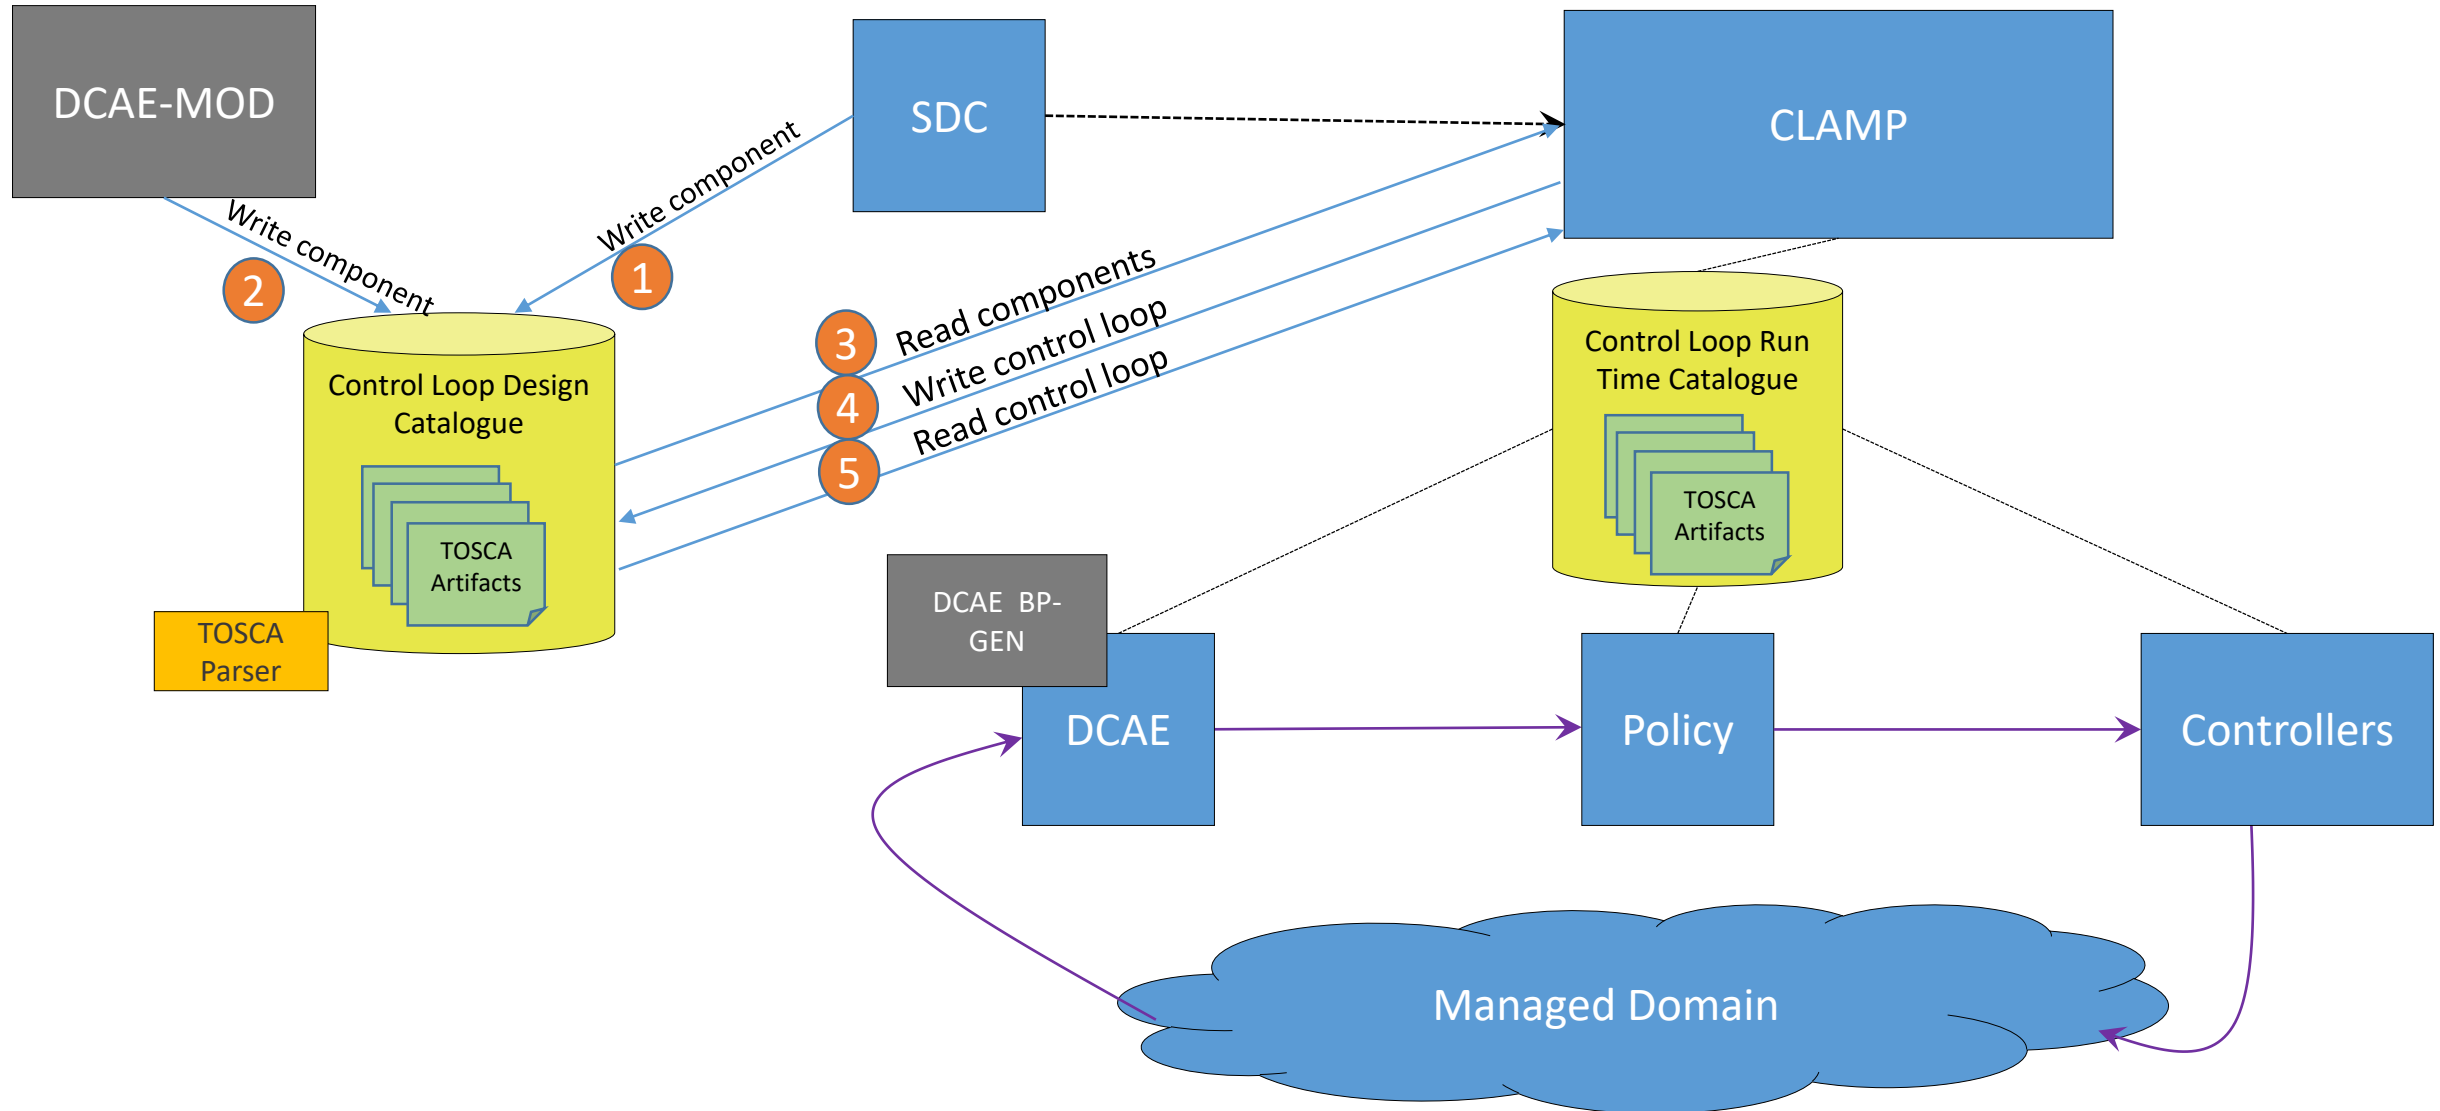 DCAE-MOD
SDC
CLAMP
Write component
Write component
2
1
3
Read components
4
Write control loop
5
Read control loop
Control Loop Design
Catalogue
TOSCA
Artifacts
TOSCA
Parser
Control Loop Run
Time Catalogue
TOSCA
Artifacts
DCAE BP-
GEN
DCAE
Policy
Controllers
Managed Domain